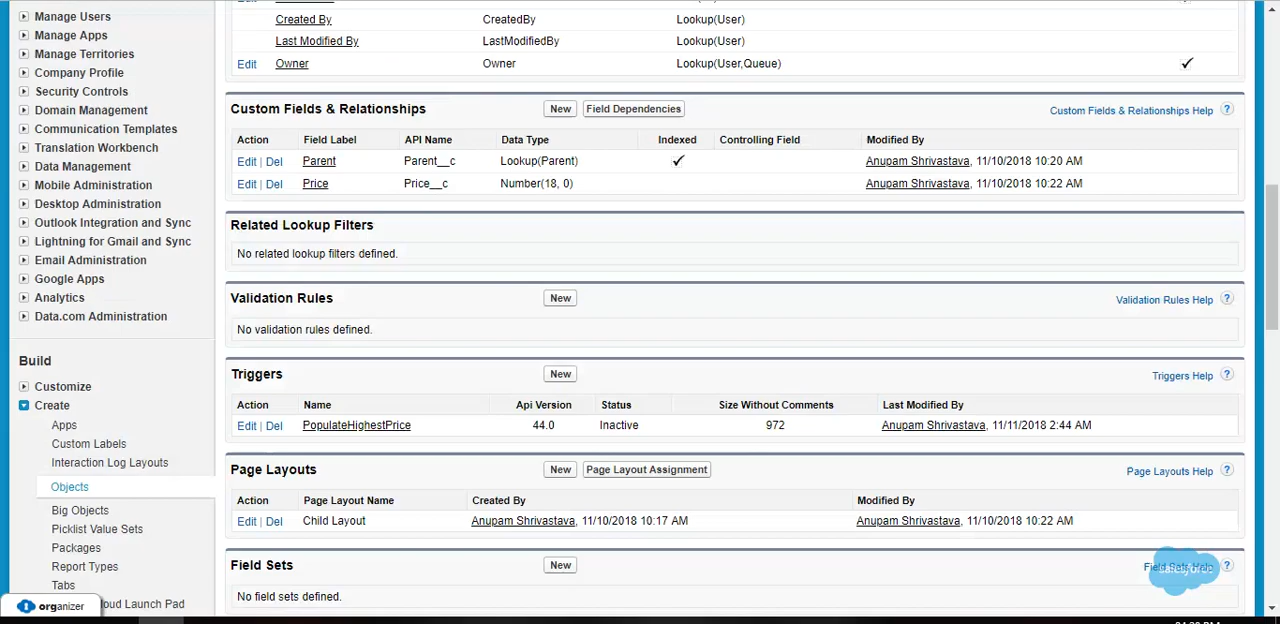 Manage Users
Manage Apps
Manage Territories
Company Profile
Security Controls
Domain Management
Communication Templates
Translation Workbench
Data Management
Mobile Administration
Desktop Administration
Outlook Integration and Sync
Lightning for Gmail and Sync
Email Administration
Google Apps
Analytics
Data.com Administration
Build
Customize
Create
Apps
Custom Labels
Interaction Log Layouts
Objects
Big Objects
Picklist Value Sets
Packages
Report Types
Tabs
organizer loud Launch Pad
Created By CreatedBy Lookup(User)
Last Modified By LastModifiedBy Lookup(User)
Edit Owner Owner Lookup(User,Queue)
Custom Fields & Relationships New Field Dependencies Custom Fields & Relationships Help ?
Action Field Label API Name Data Type Indexed Controlling Field Modified By
Edit | Del Parent Parent__c Lookup(Parent) Anupam Shrivastava, 11/10/2018 10:20 AM
Edit | Del Price Price__c Number(18, 0) Anupam Shrivastava, 11/10/2018 10:22 AM
Related Lookup Filters
No related lookup filters defined.
Validation Rules New Validation Rules Help ?
No validation rules defined.
Triggers New Triggers Help ?
Action Name Api Version Status Size Without Comments Last Modified By
Edit | Del PopulateHighestPrice 44.0 Inactive 972 Anupam Shrivastava, 11/11/2018 2:44 AM
Page Layouts New Page Layout Assignment Page Layouts Help ?
Action Page Layout Name Created By Modified By
Edit | Del Child Layout Anupam Shrivastava, 11/10/2018 10:17 AM Anupam Shrivastava, 11/10/2018 10:22 AM
Field Sets New Field Sets Help ?
salesforce
No field sets defined.